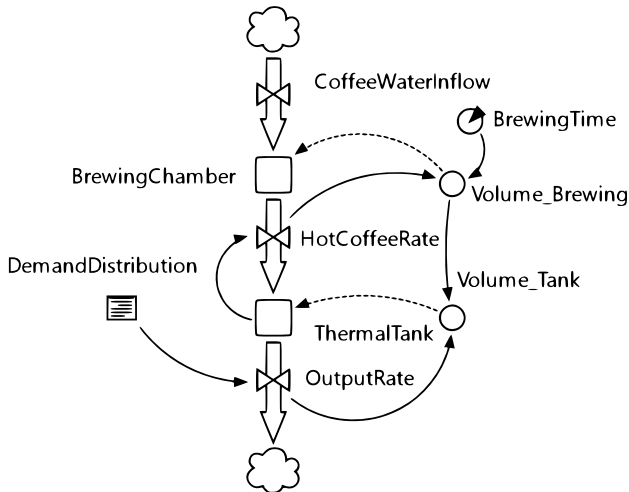 CoffeeWaterInflow
BrewingTime
BrewingChamber
Volume_Brewing
HotCoffeeRate
DemandDistribution
Volume_Tank
ThermalTank
OutputRate